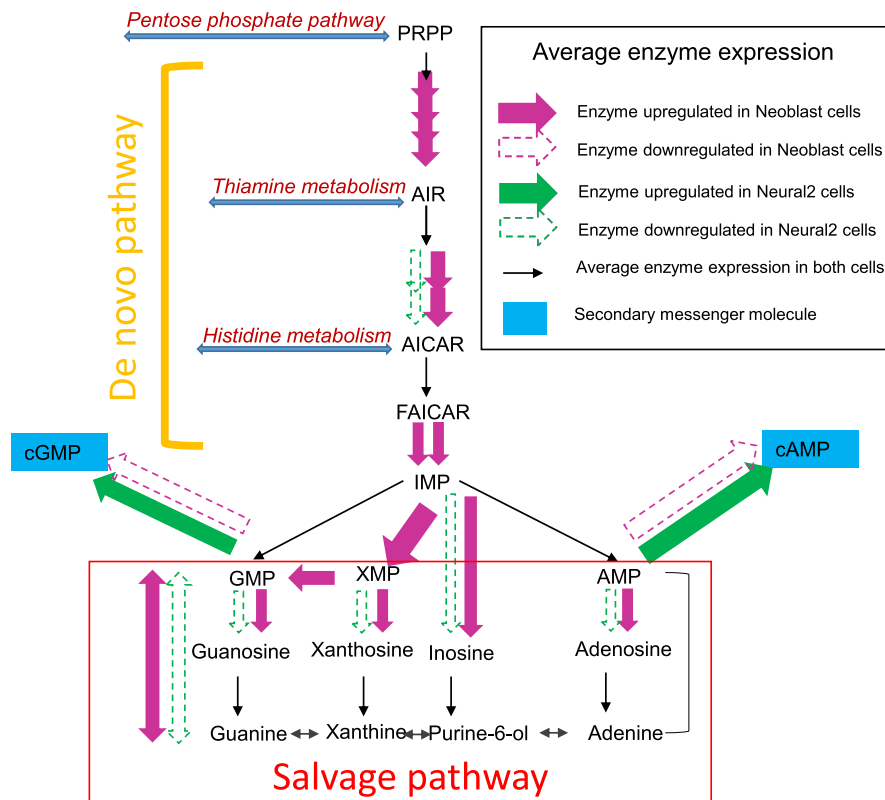 Pentose phosphate pathway
PRPP
De novo pathway
Thiamine metabolism
AIR
Histidine metabolism
AICAR
FAICAR
IMP
cGMP
cAMP
Average enzyme expression
Enzyme upregulated in Neoblast cells
Enzyme downregulated in Neoblast cells
Enzyme upregulated in Neural2 cells
Enzyme downregulated in Neural2 cells
Average enzyme expression in both cells
Secondary messenger molecule
GMP
XMP
AMP
Guanosine
Xanthosine
Inosine
Adenosine
Guanine
Xanthine
Purine-6-ol
Adenine
Salvage pathway